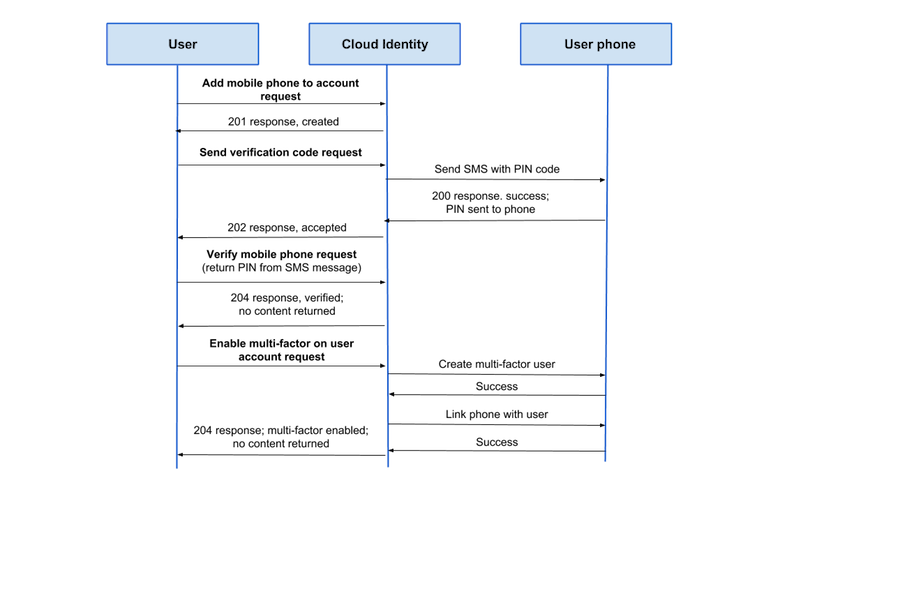 User
Cloud Identity
User phone
Add mobile phone to account
request
201 response, created
Send verification code request
Send SMS with PIN code
200 response. success;
PIN sent to phone
202 response, accepted
Verify mobile phone request
(return PIN from SMS message)
204 response, verified;
no content returned
Enable multi-factor on user
account request
Create multi-factor user
Success
Link phone with user
204 response; multi-factor enabled;
no content returned
Success